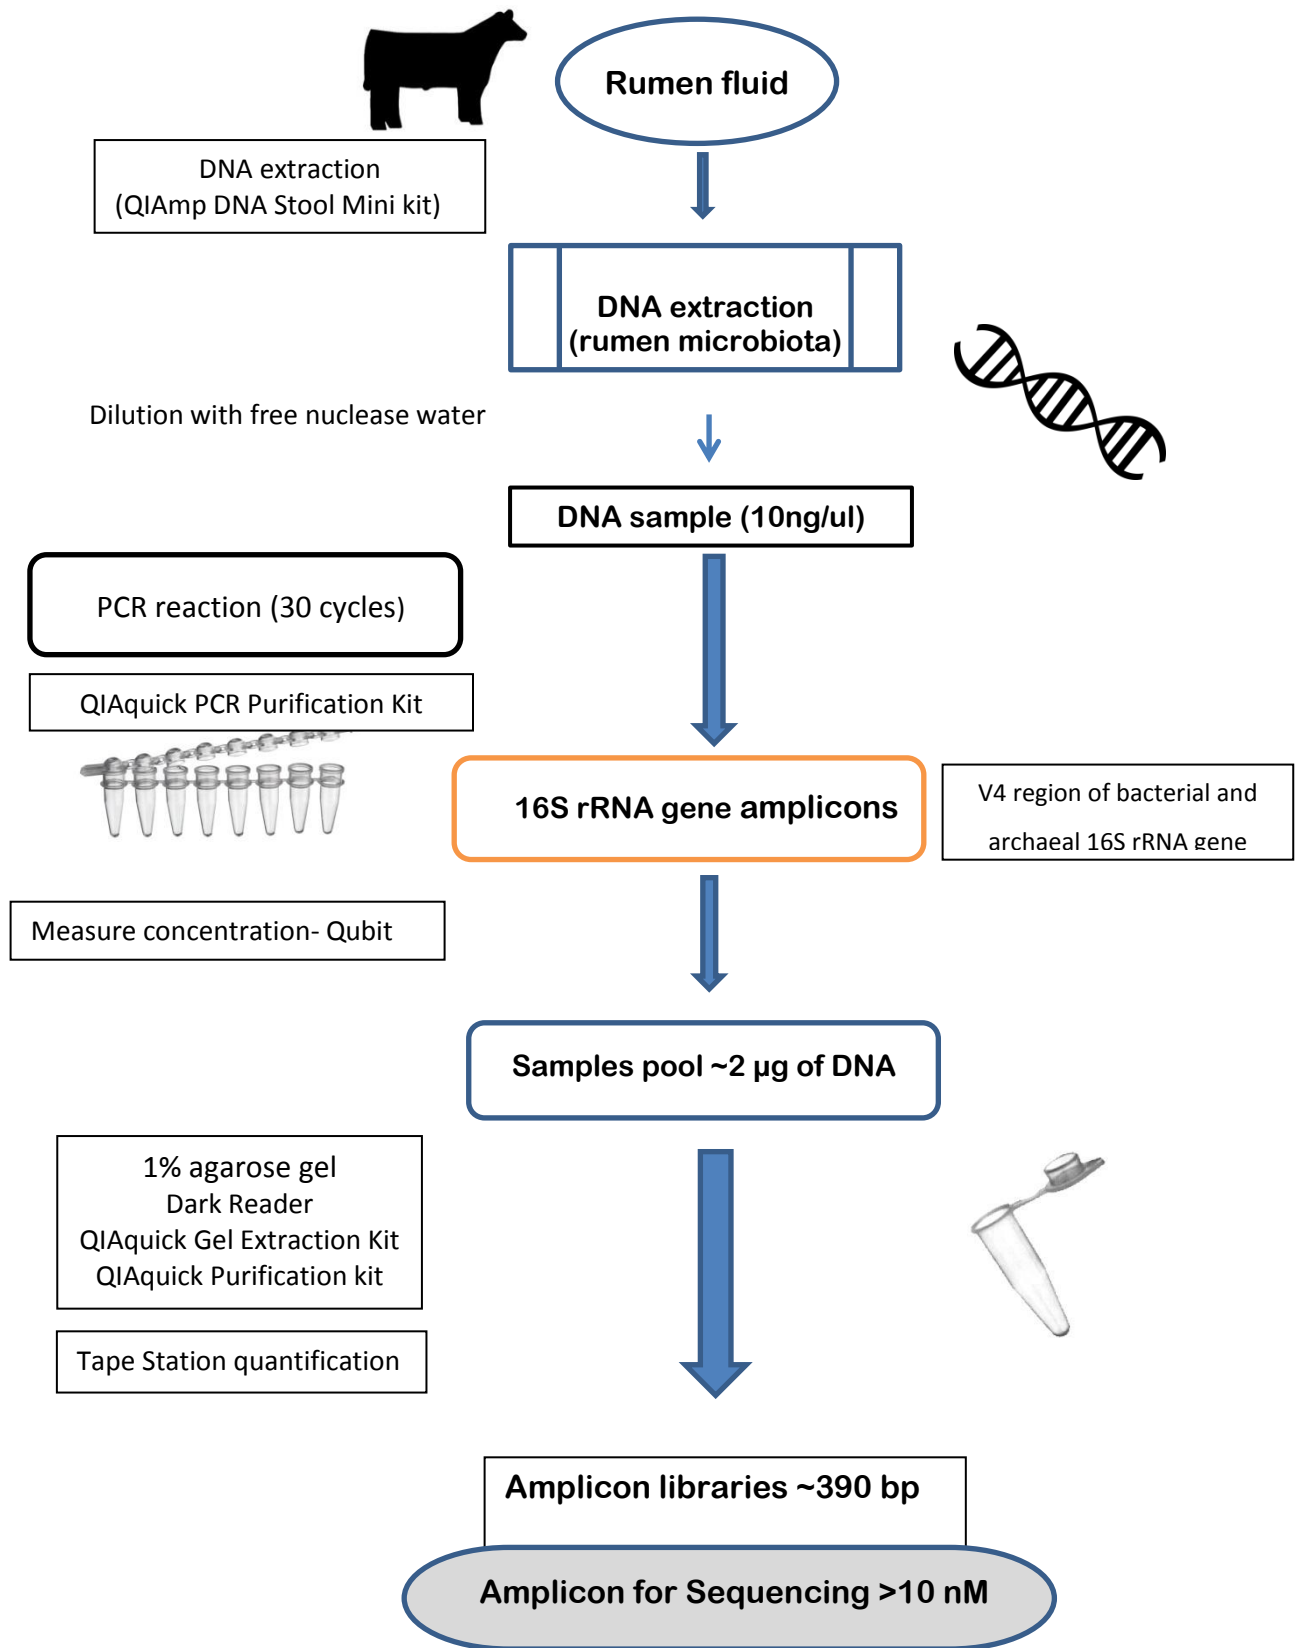 Rumen fluid
DNA extraction
(QIAmp DNA Stool Mini kit)
DNA extraction
(rumen microbiota)
Dilution with free nuclease water
DNA sample (10ng/ul)
PCR reaction (30 cycles)
QIAquick PCR Purification Kit
16S rRNA gene amplicons
V4 region of bacterial and
archaeal 16S rRNA gene
Measure concentration- Qubit
Samples pool ~2 µg of DNA
1% agarose gel
Dark Reader
QIAquick Gel Extraction Kit
QIAquick Purification kit
Tape Station quantification
Amplicon libraries ~390 bp
Amplicon for Sequencing >10 nM